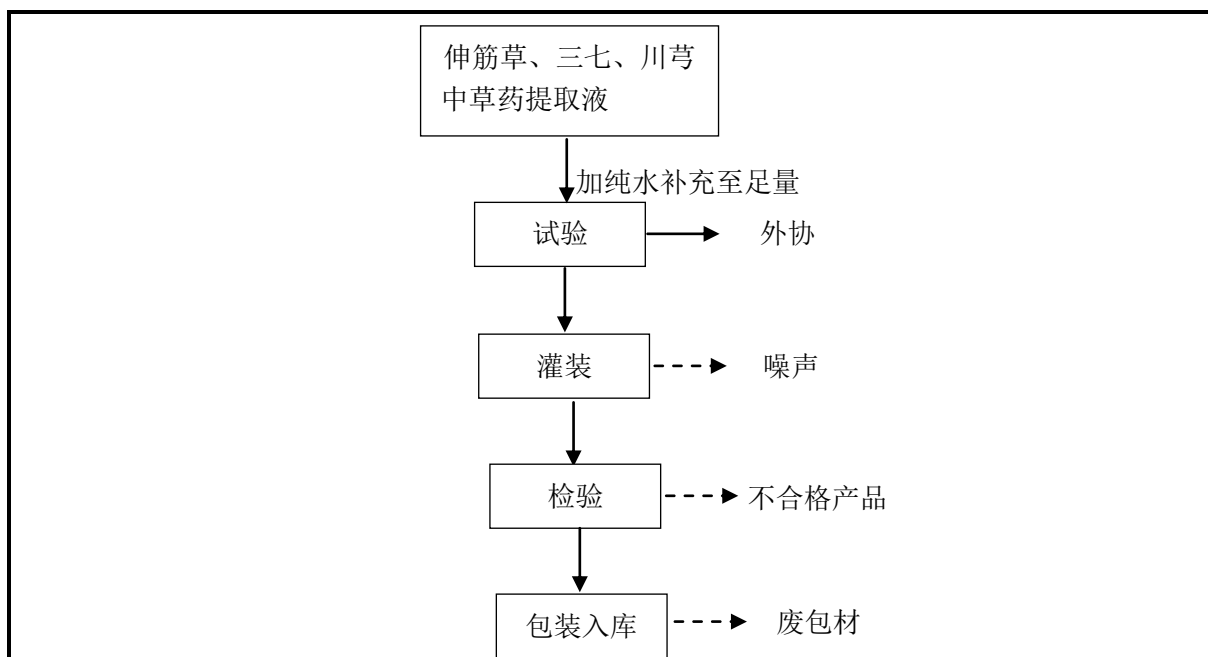 伸筋草、三七、川芎
中草药提取液
加纯水补充至足量
试验
外协
灌装
噪声
检验
不合格产品
包装入库
废包材